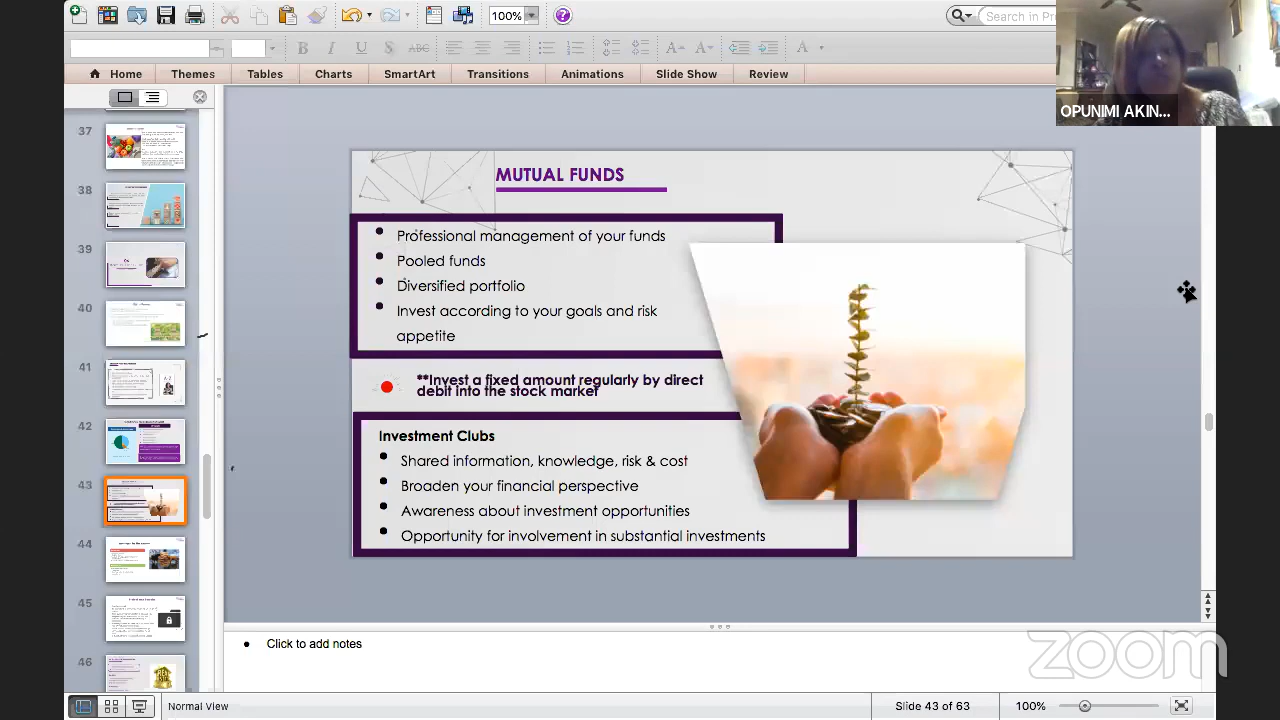 100%
Search in Pr
OPUNIMI AKIN...
Home Themes Tables Charts SmartArt Transitions Animations Slide Show Review
37
38
39
40
41
42
43
44
45
46
MUTUAL FUNDS
Professional management of your funds
Pooled funds
Diversified portfolio
Invest according to your goals and risk
appetite
**Invest a fixed amount regularly by direct
debit into the stock market
Invesment Clubs
Shared information, knowledge, risk & cost
oaden your financial perspective
wareness about investment opportunities
pportunity for involvement in substantial investments
Click to add notes
zoom
Normal View
Slide 43 of 63
100%